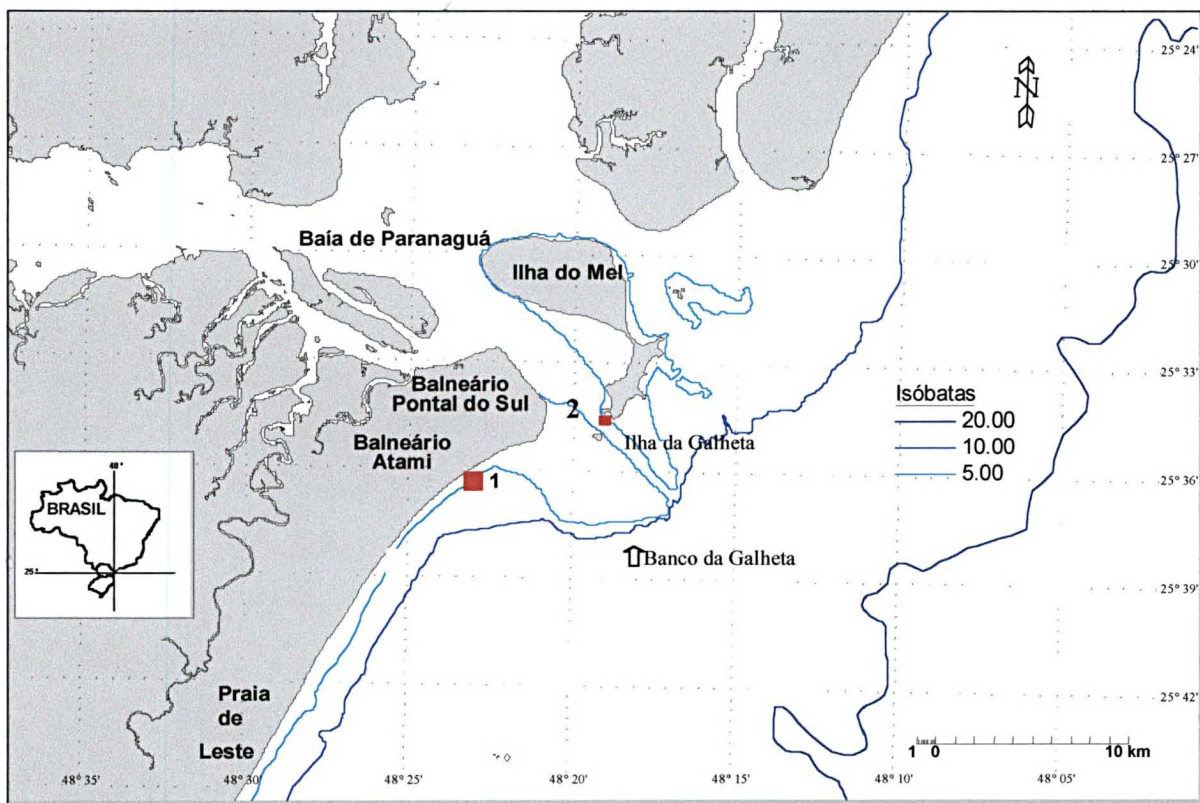 25° 24'
25° 27'
Baía de Paranaguá
Ilha do Mel
25° 30'
N
25° 33'
Balneário
Pontal do Sul
2
Ilha da Galheta
Balneário
Atami
1
Isóbatas
20.00
10.00
5.00
25° 36'
48°
BRASIL
25°
Banco da Galheta
25° 39'
Praia
de
Leste
25° 42'
1 0 10 km
48° 35'
48° 30'
48° 25'
48° 20'
48° 15'
48° 10'
48° 05'